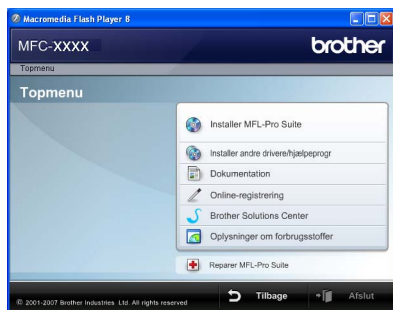 Macromedia Flash Player 8
MFC-XXXX
brother
Topmenu
Topmenu
Installer MFL-Pro Suite
Installer andre drivere/hjælpeprogr
Dokumentation
Online-registrering
Brother Solutions Center
Oplysninger om forbrugsstoffer
Reparer MFL-Pro Suite
© 2001-2007 Brother Industries Ltd. All rights reserved
Tilbage
Afslut